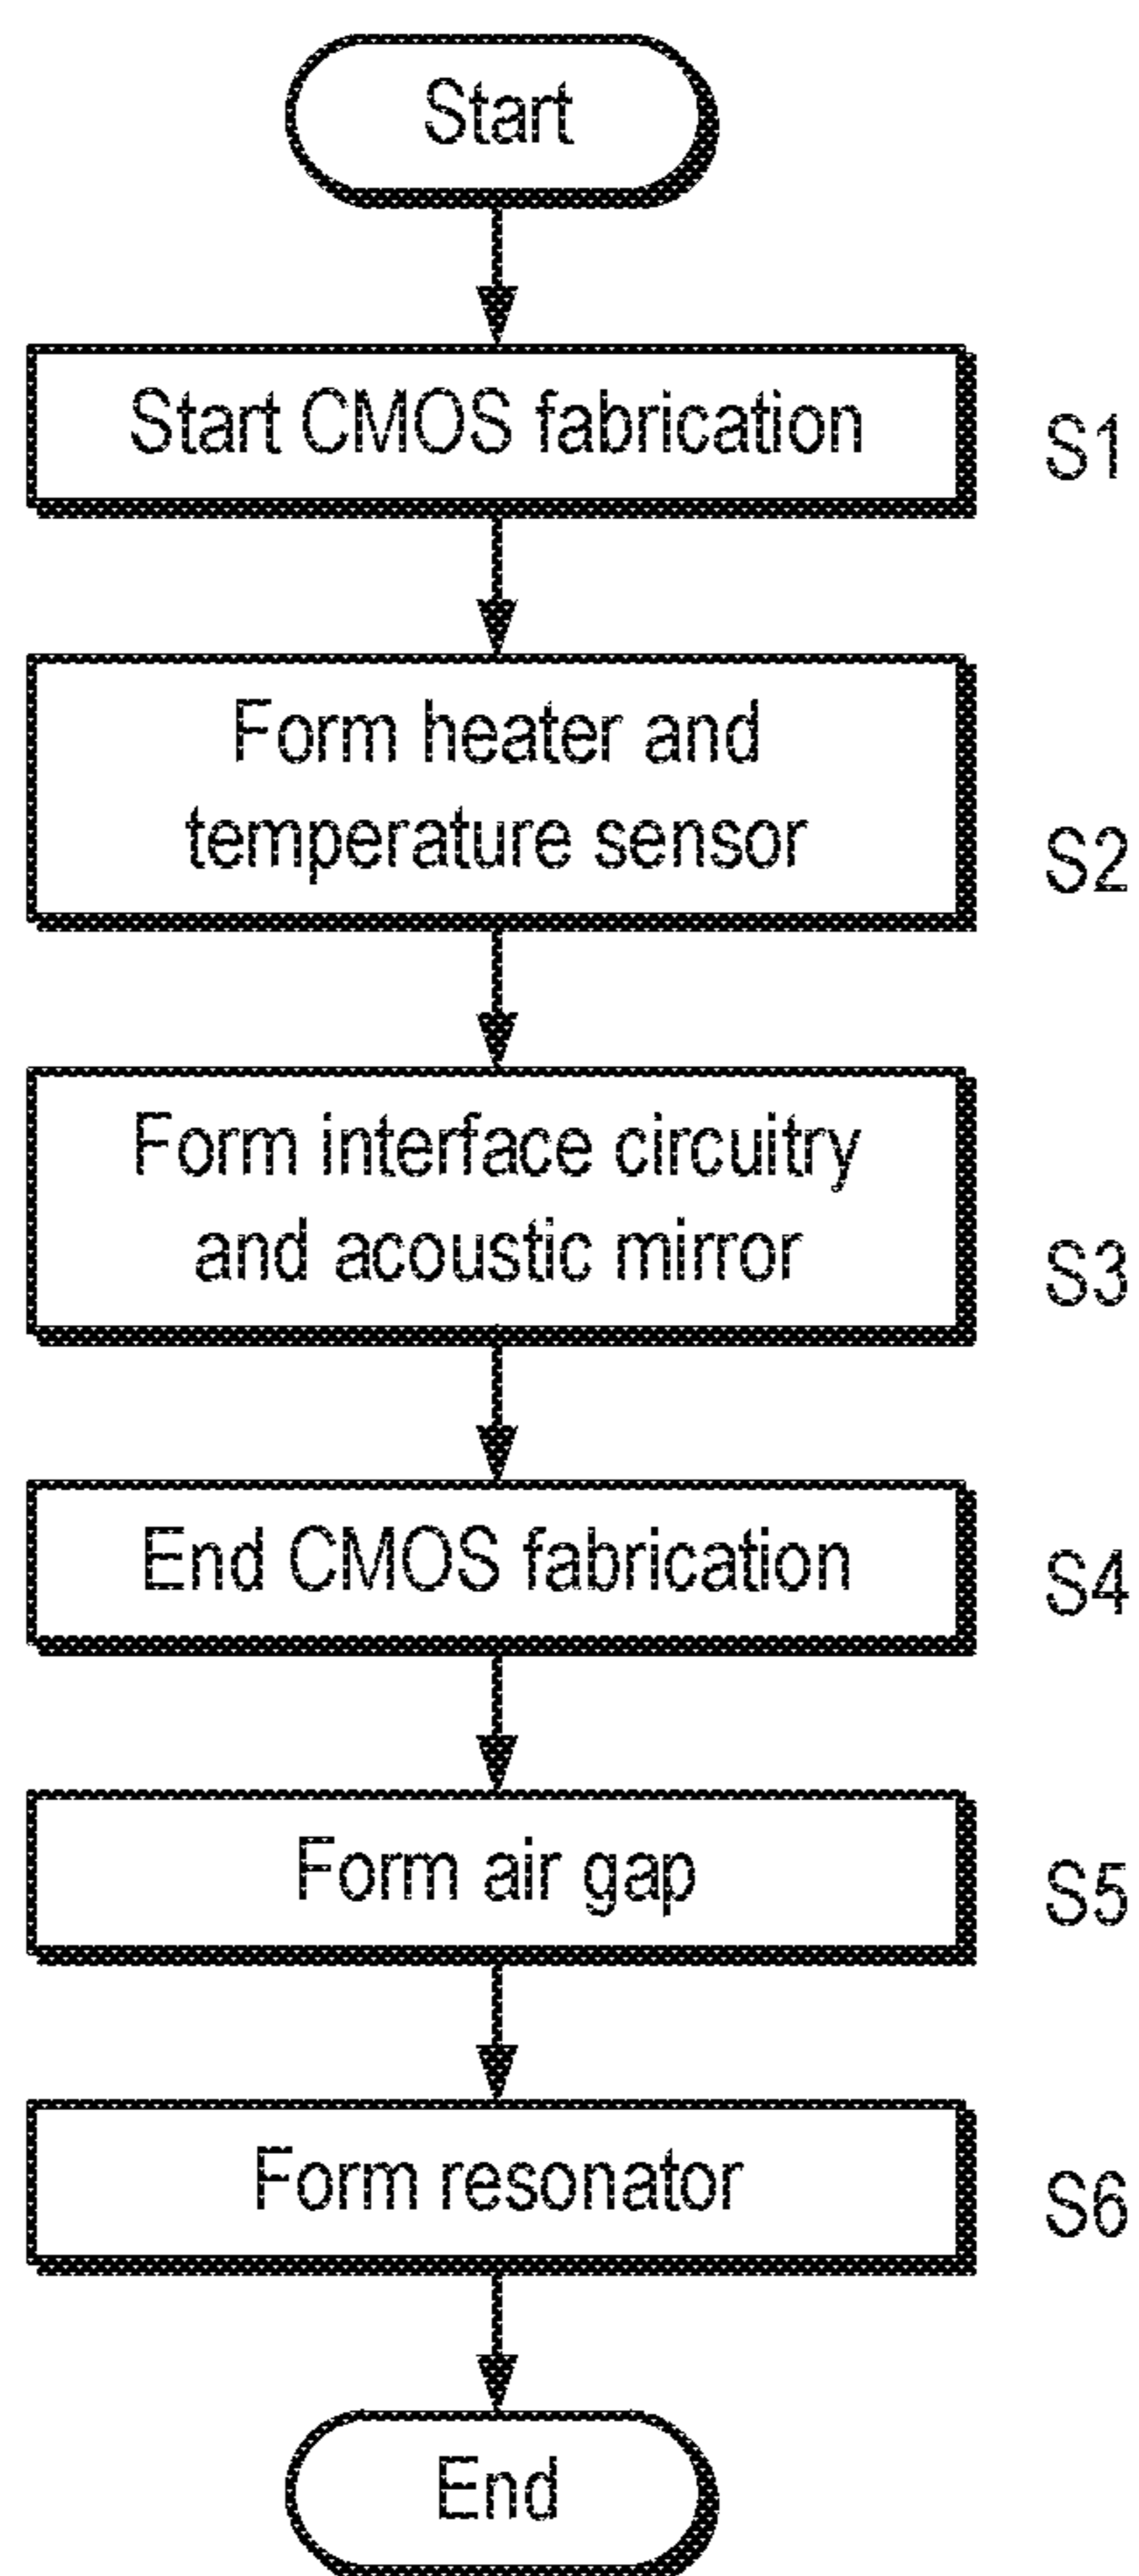 Start
Start CMOS fabrication
S1
Form heater and
temperature sensor
S2
Form interface circuitry
and acoustic mirror
S3
End CMOS fabrication
S4
Form air gap
S5
Form resonator
S6
End